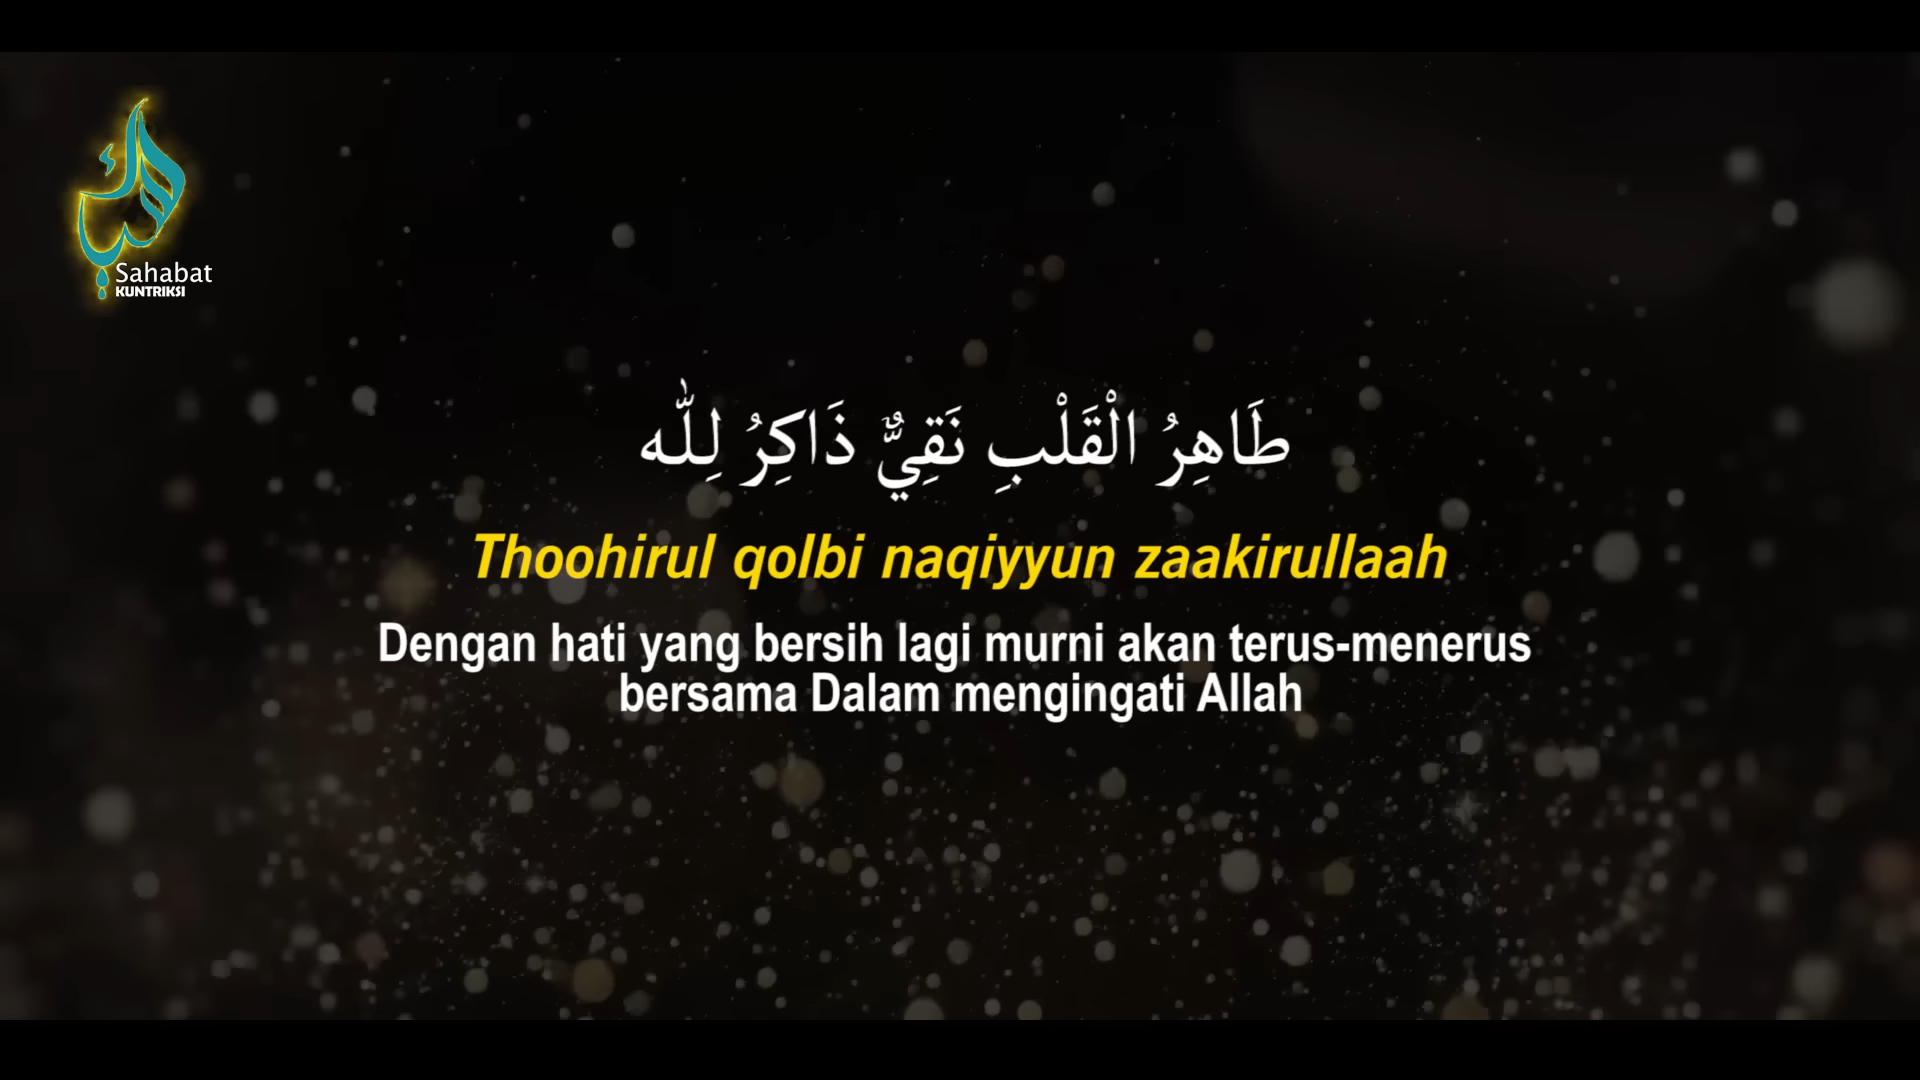 Sahabat
KUNTRIKSI
طَاهِرُ الْقَلْبِ نَقِيٌّ ذَاكِرُ لِلّٰه
Thoohirul qolbi naqiyyun zaakirullaah
Dengan hati yang bersih lagi murni akan terus-menerus
bersama Dalam mengingati Allah